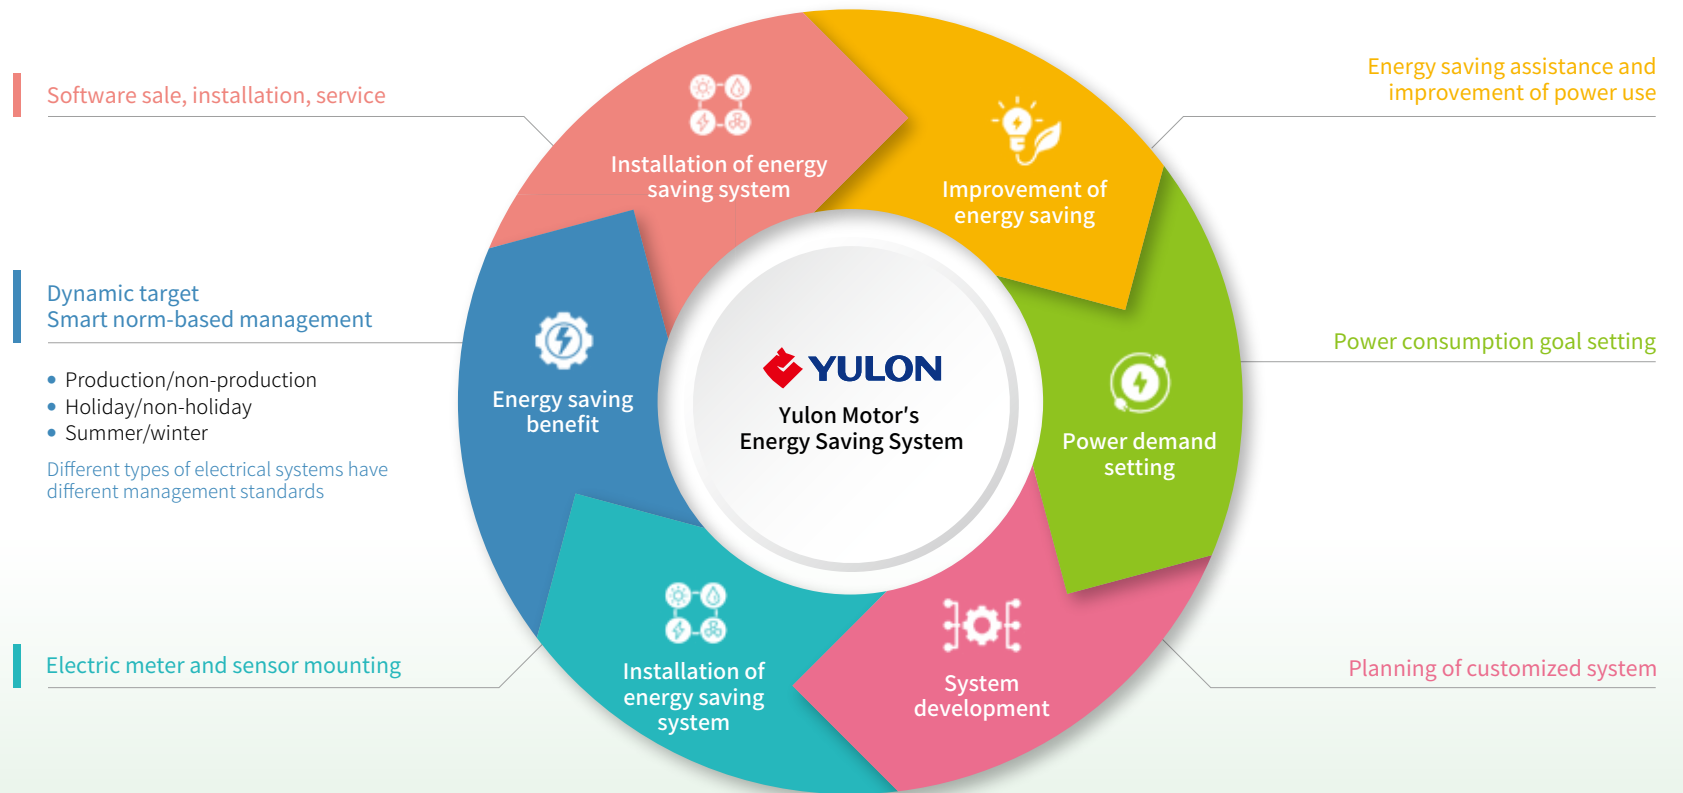 Software sale, installation, service
Dynamic target
Smart norm-based management
• Production/non-production
• Holiday/non-holiday
• Summer/winter
Different types of electrical systems have
different management standards
Electric meter and sensor mounting
Installation of energy
saving system
Improvement of
energy saving
Energy saving
benefit
YULON
Yulon Motor's
Energy Saving System
Power demand
setting
Installation of
energy saving
system
System
development
Energy saving assistance and
improvement of power use
Power consumption goal setting
Planning of customized system